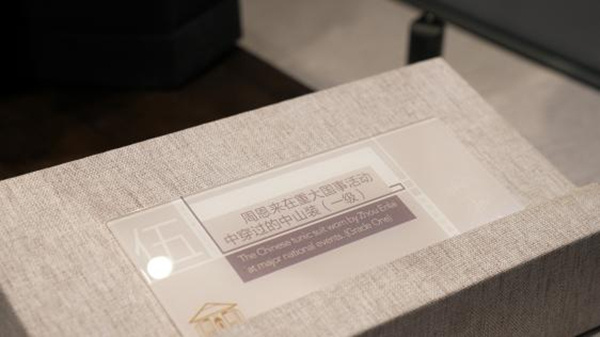 伍
周恩来在重大国事活动
中穿过的中山装（一级）
The Chinese tunic suit worn by Zhou Enlai
at major national events (Grade One)